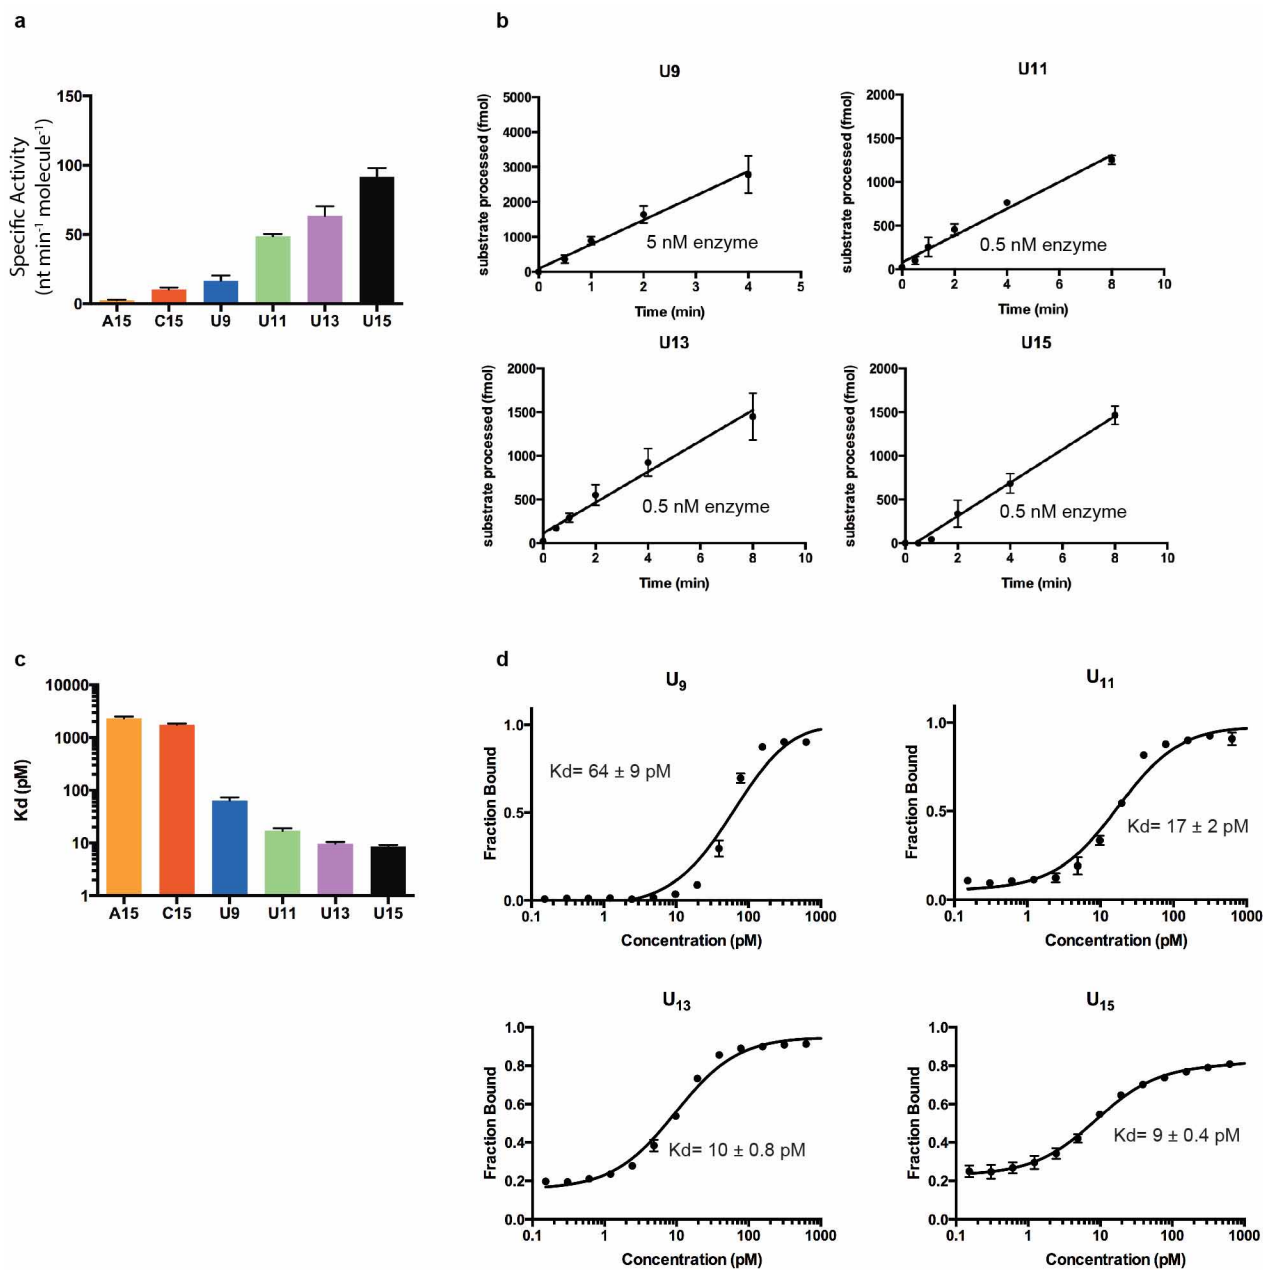 a
Specific Activity
(nt min⁻¹ molecule⁻¹)
150
100
50
0
A15 C15 U9 U11 U13 U15
b
U9
substrate processed (fmol)
5000
4000
3000
2000
1000
0
5 nM enzyme
0 1 2 3 4 5
Time (min)
U11
substrate processed (fmol)
2000
1500
1000
500
0
0.5 nM enzyme
0 2 4 6 8 10
Time (min)
U13
substrate processed (fmol)
2000
1500
1000
500
0
0.5 nM enzyme
0 2 4 6 8 10
Time (min)
U15
substrate processed (fmol)
2000
1500
1000
500
0
0.5 nM enzyme
0 2 4 6 8 10
Time (min)
c
Kd (pM)
10000
1000
100
10
1
A15 C15 U9 U11 U13 U15
d
U₉
Fraction Bound
1.0
0.5
0.0
Kd= 64 ± 9 pM
0.1 1 10 100 1000
Concentration (pM)
U₁₁
Fraction Bound
1.0
0.5
0.0
Kd= 17 ± 2 pM
0.1 1 10 100 1000
Concentration (pM)
U₁₃
Fraction Bound
1.0
0.8
0.6
0.4
0.2
0.0
Kd= 10 ± 0.8 pM
0.1 1 10 100 1000
Concentration (pM)
U₁₅
Fraction Bound
1.0
0.8
0.6
0.4
0.2
0.0
Kd= 9 ± 0.4 pM
0.1 1 10 100 1000
Concentration (pM)